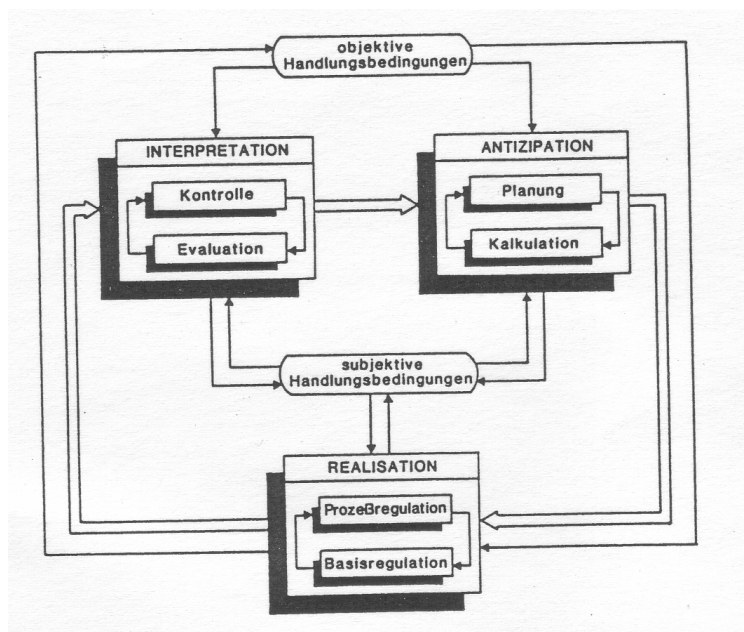 objektive
Handlungsbedingungen
INTERPRETATION
Kontrolle
Evaluation
ANTIZIPATION
Planung
Kalkulation
subjektive
Handlungsbedingungen
REALISATION
Prozeßregulation
Basisregulation